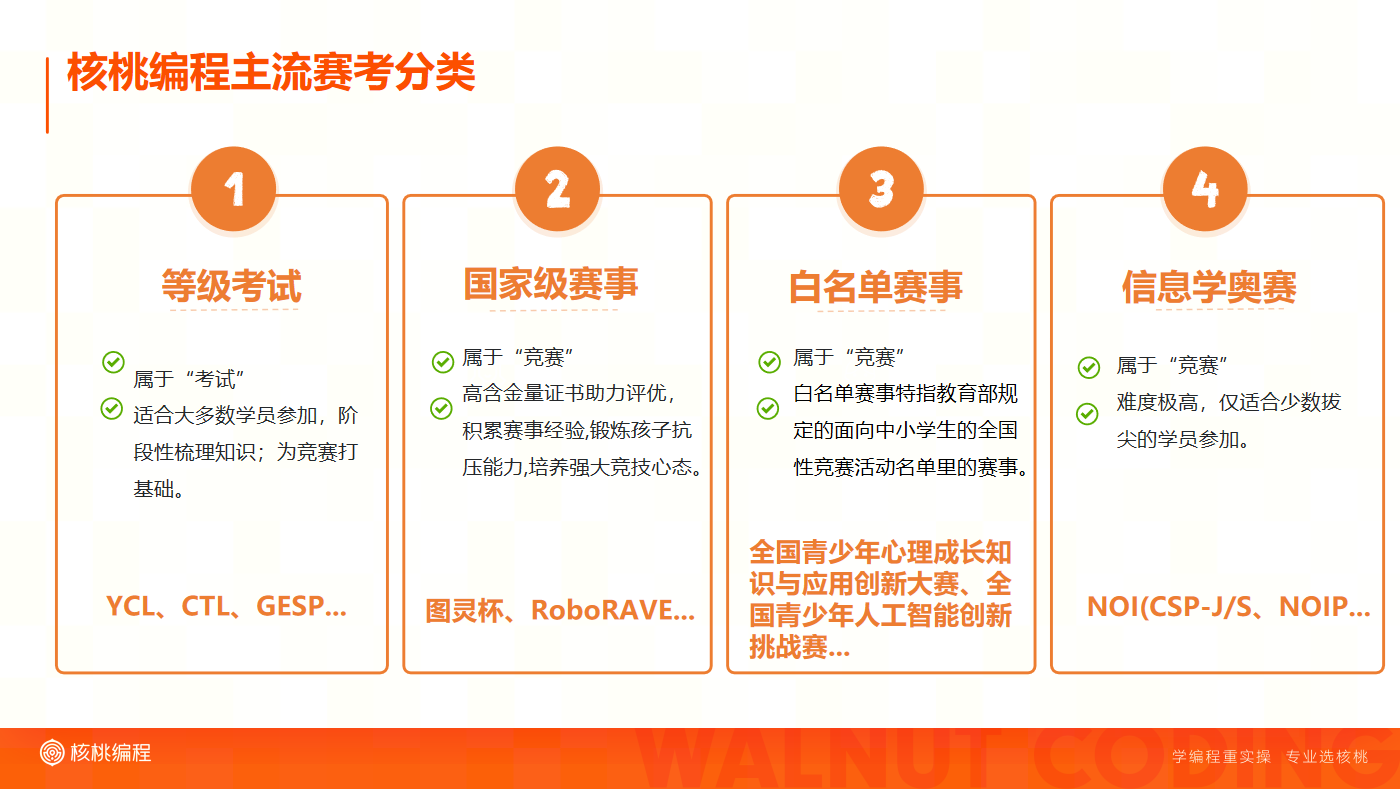 核桃编程主流赛考分类
1
等级考试
属于“考试”
适合大多数学员参加，阶
段性梳理知识；为竞赛打
基础。
YCL、CTL、GESP...
2
国家级赛事
属于“竞赛”
高含金量证书助力评优，
积累赛事经验,锻炼孩子抗
压能力,培养强大竞技心态。
图灵杯、RoboRAVE...
3
白名单赛事
属于“竞赛”
白名单赛事特指教育部规
定的面向中小学生的全国
性竞赛活动名单里的赛事。
全国青少年心理成长知
识与应用创新大赛、全
国青少年人工智能创新
挑战赛...
4
信息学奥赛
属于“竞赛”
难度极高，仅适合少数拔
尖的学员参加。
NOI(CSP-J/S、NOIP...
核桃编程
WALNUT CODING
学编程重实操 专业选核桃